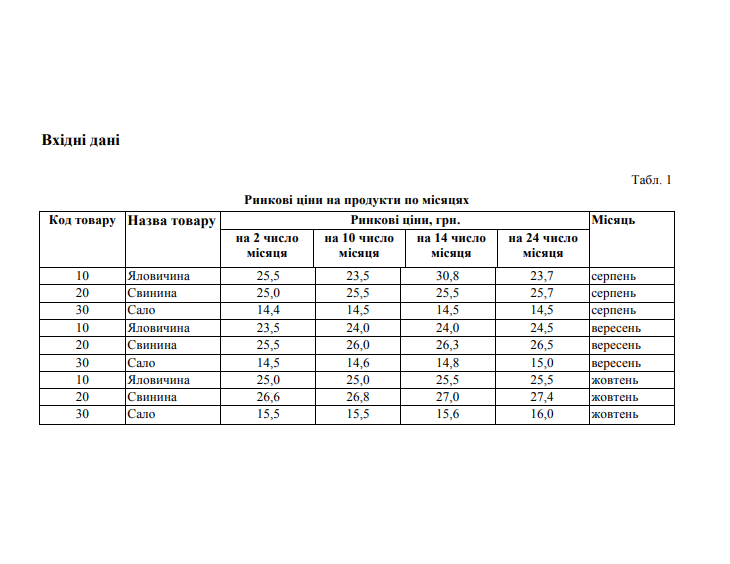 Вхідні дані
Табл. 1
Ринкові ціни на продукти по місяцях
Код товару Назва товару Ринкові ціни, грн. Місяць
на 2 число місяця на 10 число місяця на 14 число місяця на 24 число місяця
10 Яловичина 25,5 23,5 30,8 23,7 серпень
20 Свинина 25,0 25,5 25,5 25,7 серпень
30 Сало 14,4 14,5 14,5 14,5 серпень
10 Яловичина 23,5 24,0 24,0 24,5 вересень
20 Свинина 25,5 26,0 26,3 26,5 вересень
30 Сало 14,5 14,6 14,8 15,0 вересень
10 Яловичина 25,0 25,0 25,5 25,5 жовтень
20 Свинина 26,6 26,8 27,0 27,4 жовтень
30 Сало 15,5 15,5 15,6 16,0 жовтень